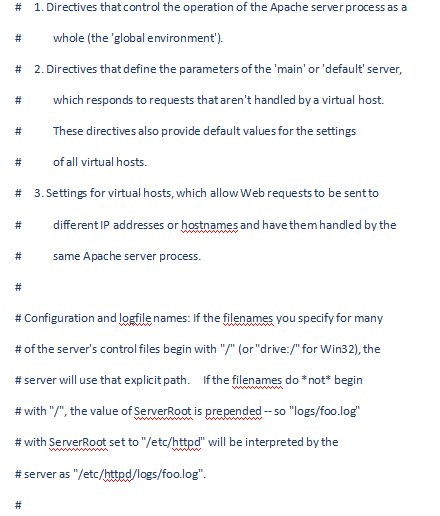 # 1. Directives that control the operation of the Apache server process as a
# whole (the 'global environment').
# 2. Directives that define the parameters of the 'main' or 'default' server,
# which responds to requests that aren't handled by a virtual host.
# These directives also provide default values for the settings
# of all virtual hosts.
# 3. Settings for virtual hosts, which allow Web requests to be sent to
# different IP addresses or hostnames and have them handled by the
# same Apache server process.
#
# Configuration and logfile names: If the filenames you specify for many
# of the server's control files begin with "/" (or "drive:/" for Win32), the
# server will use that explicit path. If the filenames do *not* begin
# with "/", the value of ServerRoot is prepended -- so "logs/foo.log"
# with ServerRoot set to "/etc/httpd" will be interpreted by the
# server as "/etc/httpd/logs/foo.log".
#